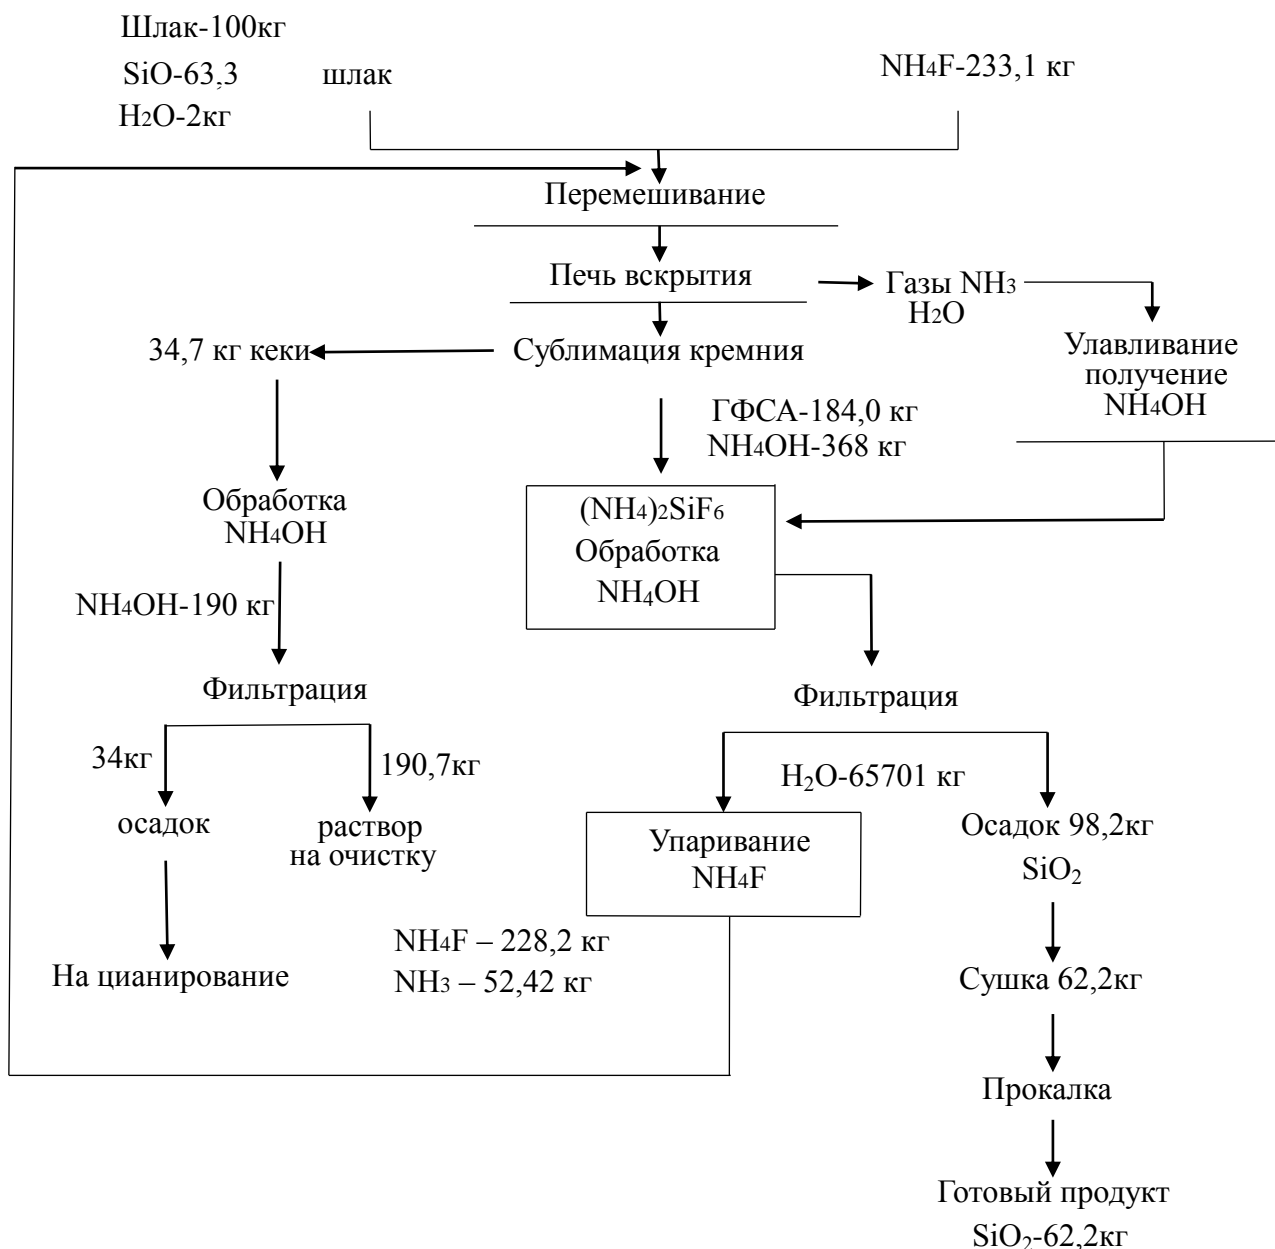 Шлак-100кг
SiO-63,3
шлак
H2O-2кг
NH4F-233,1 кг
Перемешивание
Печь вскрытия
Газы NH3
H2O
34,7 кг кеки
Сублимация кремния
Улавливание
получение
NH4OH
ГФСА-184,0 кг
NH4OH-368 кг
Обработка
NH4OH
(NH4)2SiF6
Обработка
NH4OH
NH4OH-190 кг
Фильтрация
Фильтрация
34кг
190,7кг
H2O-65701 кг
осадок
раствор
на очистку
Упаривание
NH4F
Осадок 98,2кг
SiO2
На цианирование
NH4F – 228,2 кг
NH3 – 52,42 кг
Сушка 62,2кг
Прокалка
Готовый продукт
SiO2-62,2кг